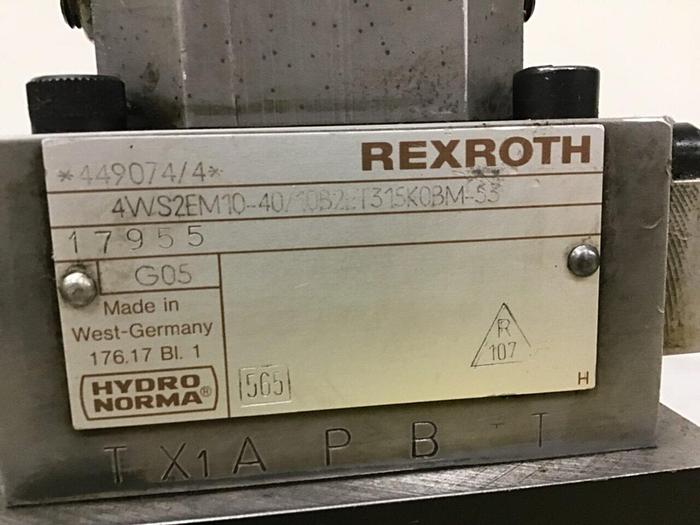 REXROTH
*449074/4*
4WS2EM10-40/10B2ET315K0BM-53
17955
G05
Made in
West-Germany
176.17 Bl. 1
HYDRO
NORMA®
565
R
107
H
T X1 A P B T